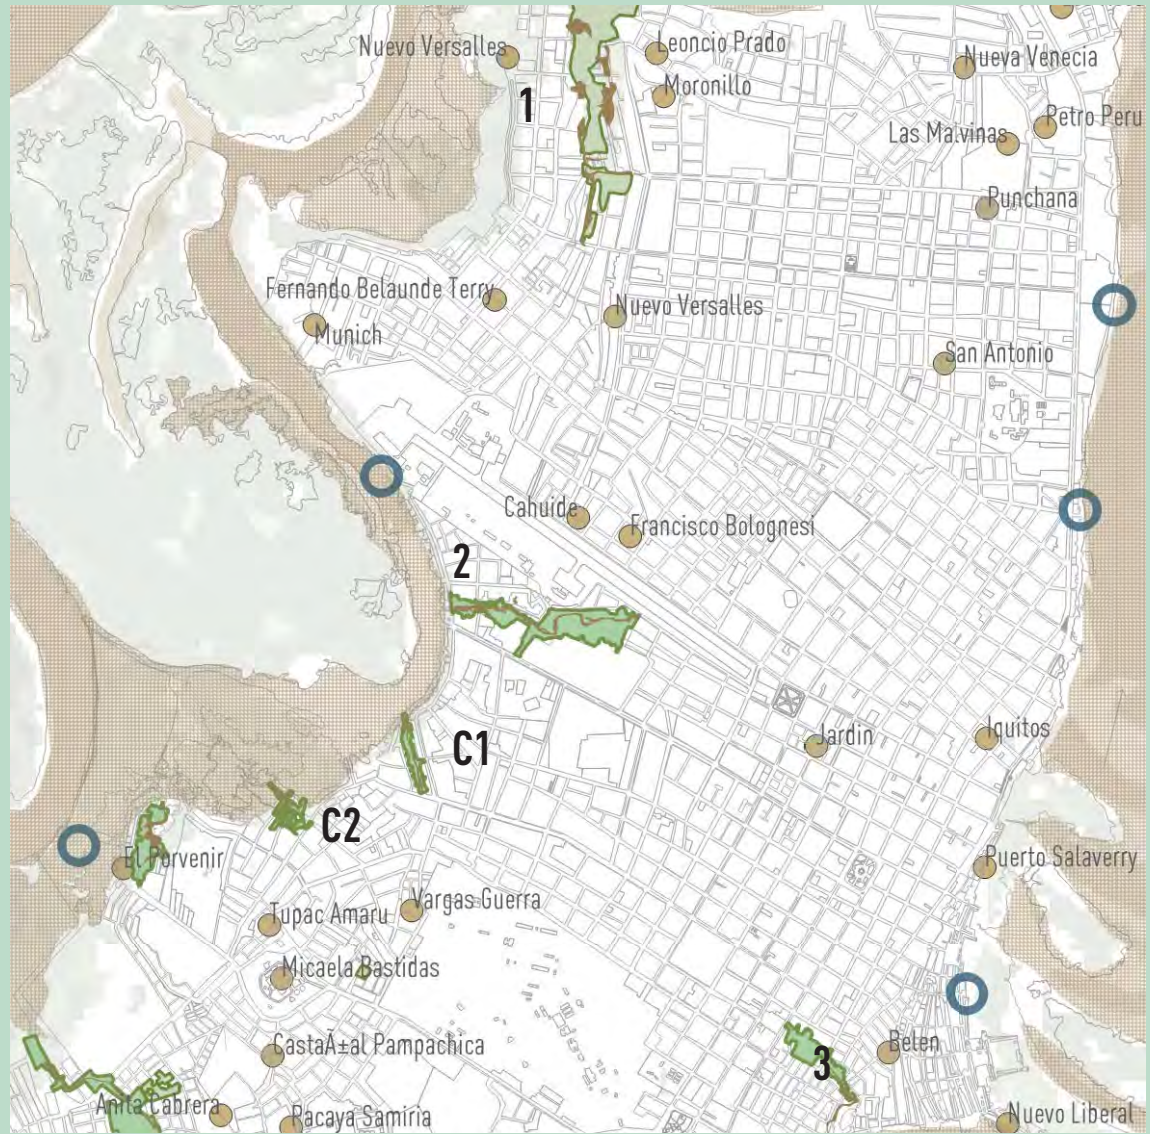 Nuevo Versalles
Leoncio Prado
Nueva Venecia
Moronillo
1
Petro Peru
Las Malvinas
Punchana
Fernando Belaunde Terry
Nuevo Versalles
Munich
San Antonio
Cahuide
Francisco Bolognesi
2
C1
Jardin
Iquitos
C2
El Porvenir
Puerto Salaverry
Vargas Guerra
Tupac Amaru
Micaela Bastidas
CastaÃ±al Pampachica
Belen
3
Anita Cabrera
Pacaya Samiria
Nuevo Liberal